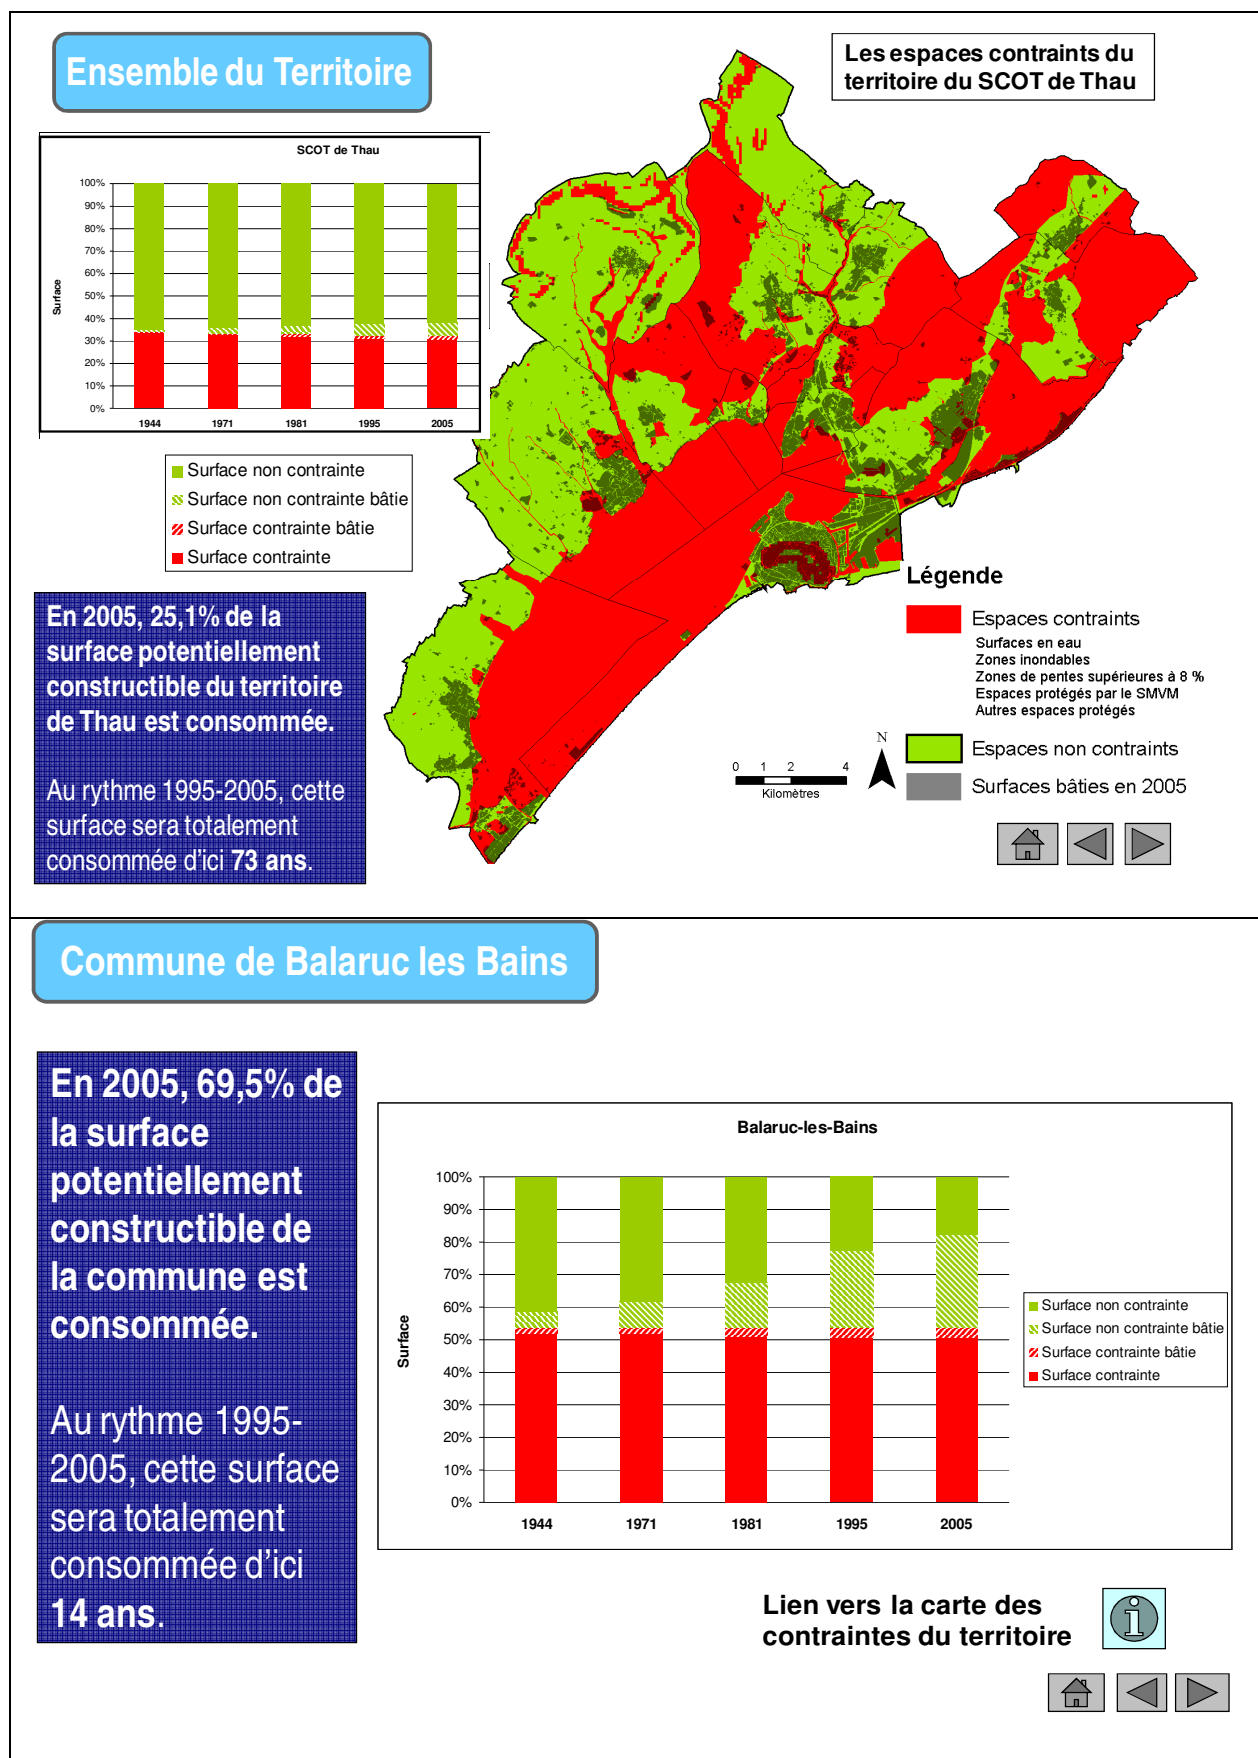 Ensemble du Territoire
Les espaces contraints du
territoire du SCOT de Thau
SCOT de Thau
100%
90%
80%
70%
60%
50%
40%
30%
20%
10%
0%
Surface
1944 1971 1981 1995 2005
Surface non contrainte
Surface non contrainte bâtie
Surface contrainte bâtie
Surface contrainte
En 2005, 25,1% de la
surface potentiellement
constructible du territoire
de Thau est consommée.
Au rythme 1995-2005, cette
surface sera totalement
consommée d'ici 73 ans.
Légende
Espaces contraints
Surfaces en eau
Zones inondables
Zones de pentes supérieures à 8 %
Espaces protégés par le SMVM
Autres espaces protégés
Espaces non contraints
Surfaces bâties en 2005
N
0 1 2 4
Kilomètres
Commune de Balaruc les Bains
En 2005, 69,5% de
la surface
potentiellement
constructible de
la commune est
consommée.
Au rythme 1995-
2005, cette surface
sera totalement
consommée d'ici
14 ans.
Balaruc-les-Bains
100%
90%
80%
70%
60%
50%
40%
30%
20%
10%
0%
Surface
1944 1971 1981 1995 2005
Surface non contrainte
Surface non contrainte bâtie
Surface contrainte bâtie
Surface contrainte
Lien vers la carte des
contraintes du territoire
i